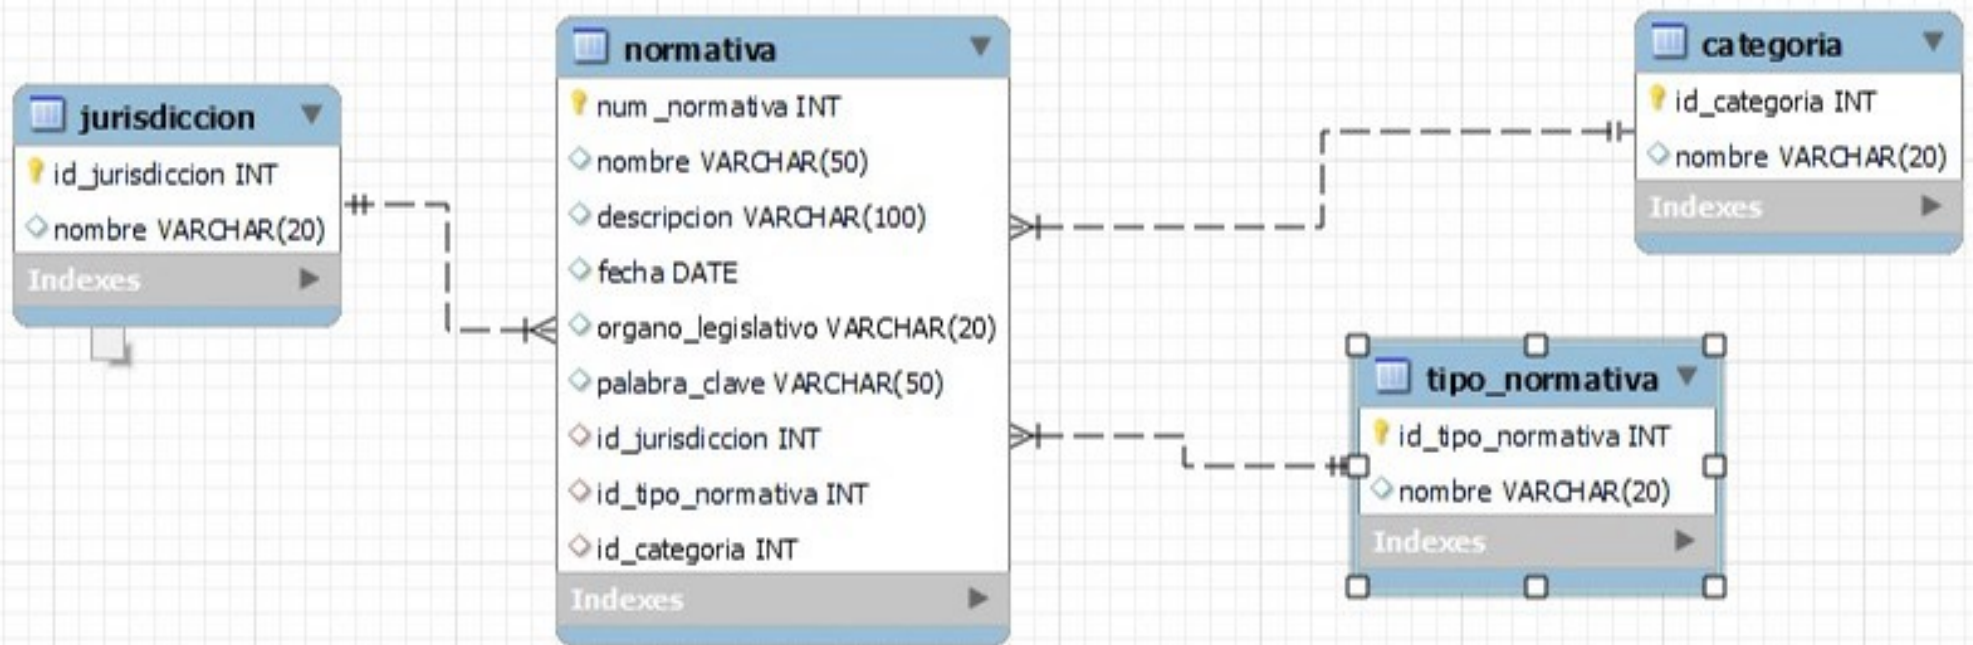 jurisdiccion
id_jurisdiccion INT
nombre VARCHAR(20)
Indexes
normativa
num_normativa INT
nombre VARCHAR(50)
descripcion VARCHAR(100)
fecha DATE
organo_legislativo VARCHAR(20)
palabra_clave VARCHAR(50)
id_jurisdiccion INT
id_tipo_normativa INT
id_categoria INT
Indexes
categoria
id_categoria INT
nombre VARCHAR(20)
Indexes
tipo_normativa
id_tipo_normativa INT
nombre VARCHAR(20)
Indexes